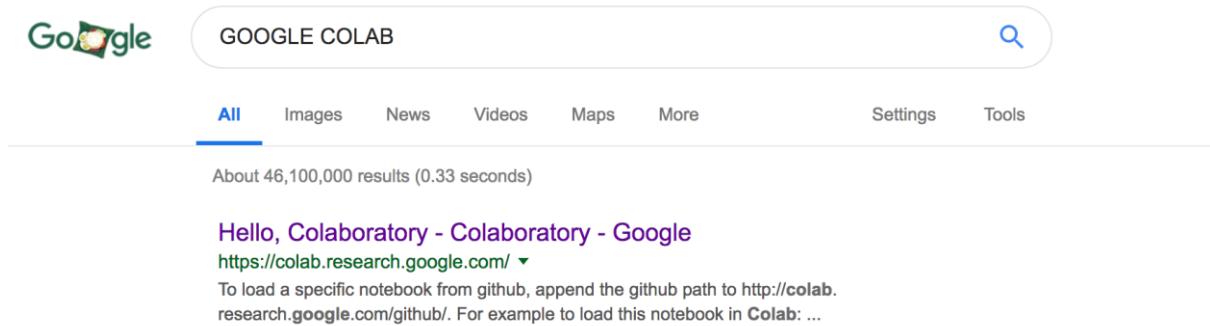 Google
GOOGLE COLAB
All Images News Videos Maps More Settings Tools
About 46,100,000 results (0.33 seconds)
Hello, Colaboratory - Colaboratory - Google
https://colab.research.google.com/
To load a specific notebook from github, append the github path to http://colab.
research.google.com/github/. For example to load this notebook in Colab: ...